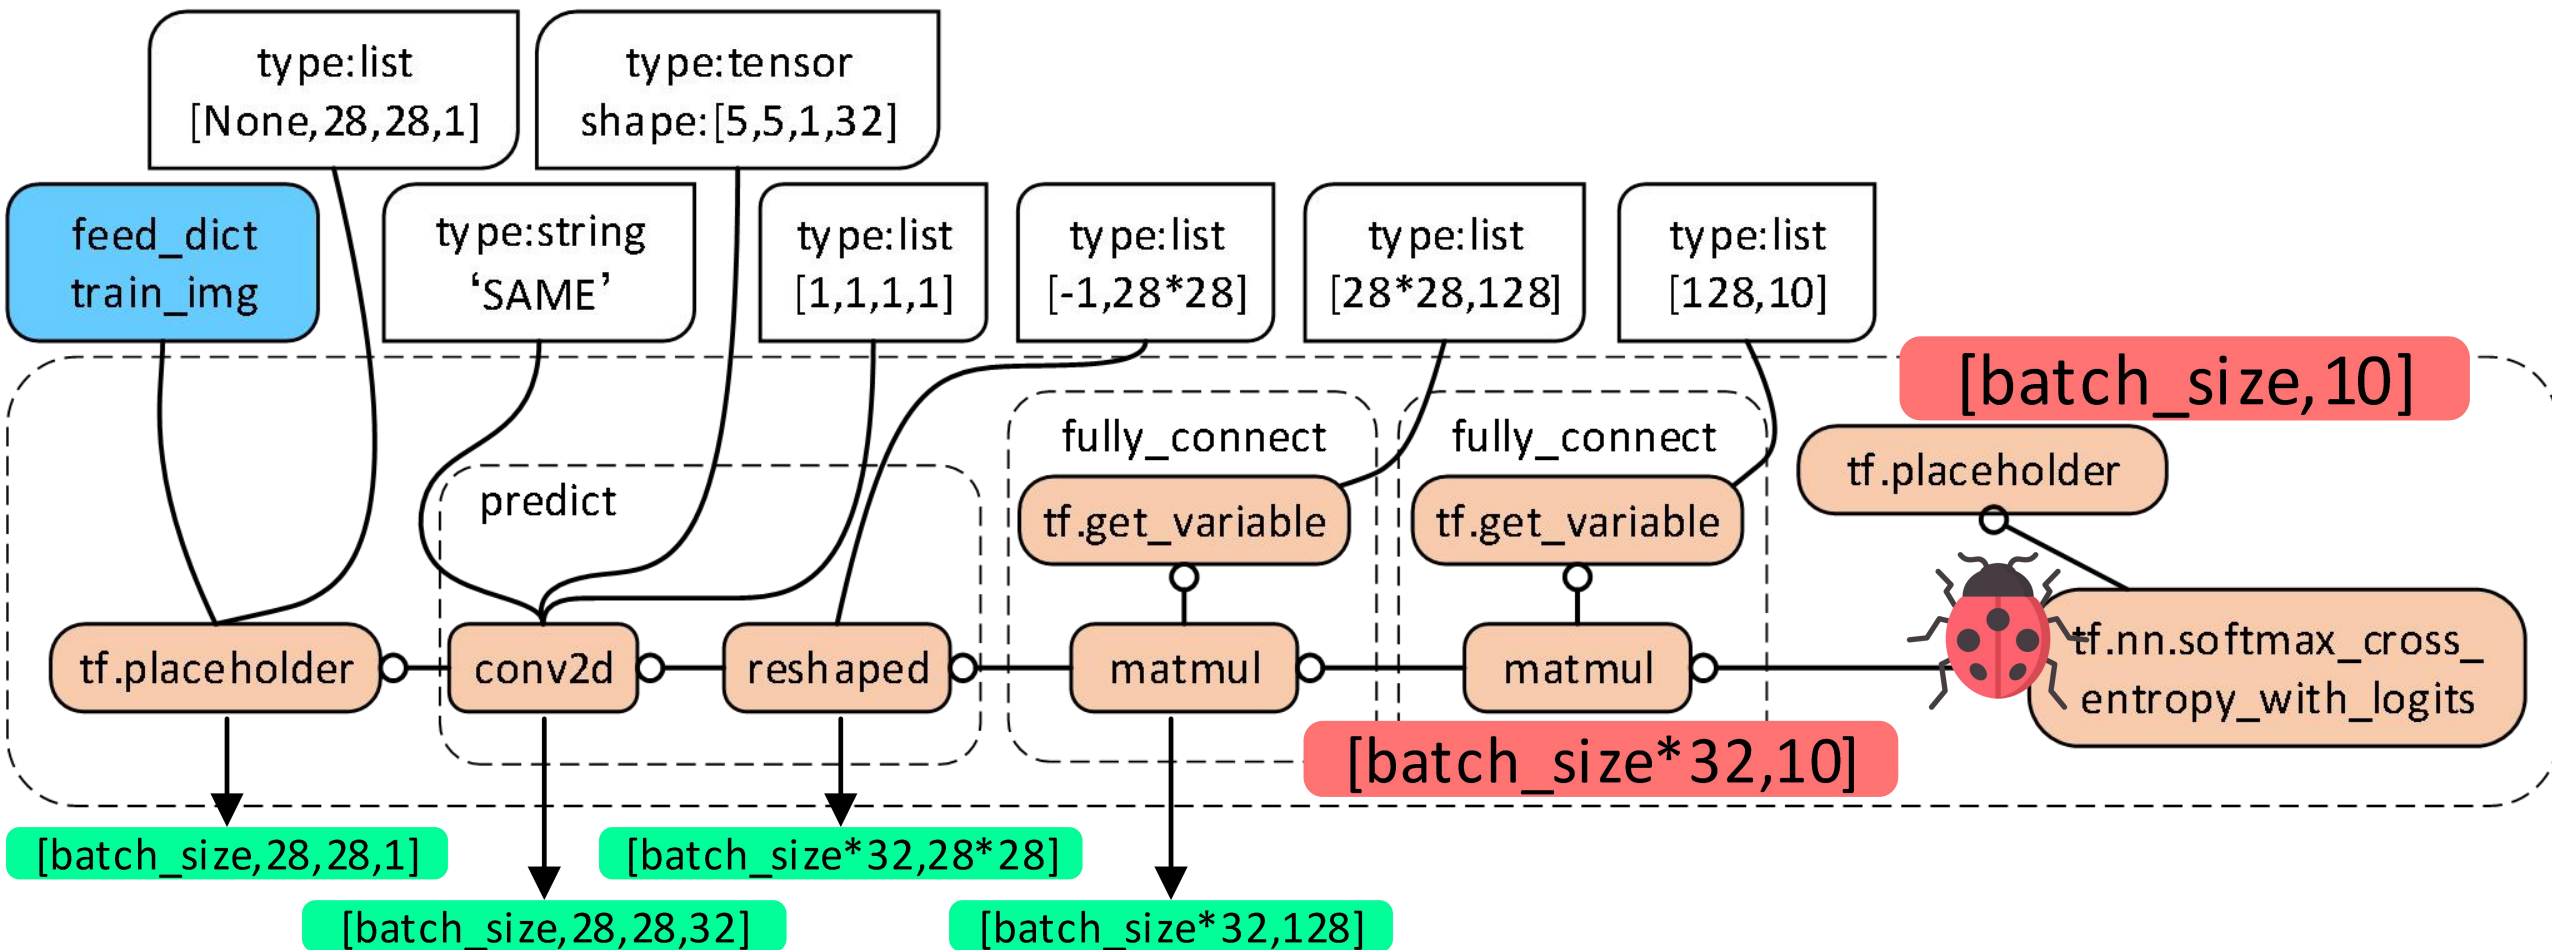 type:list
[None,28,28,1]
type:tensor
shape:[5,5,1,32]
feed_dict
train_img
type:string
‘SAME’
type:list
[1,1,1,1]
type:list
[-1,28*28]
type:list
[28*28,128]
type:list
[128,10]
[batch_size,10]
fully_connect
fully_connect
tf.placeholder
predict
tf.get_variable
tf.get_variable
tf.placeholder
conv2d
reshaped
matmul
matmul
tf.nn.softmax_cross_
entropy_with_logits
[batch_size*32,10]
[batch_size,28,28,1]
[batch_size*32,28*28]
[batch_size,28,28,32]
[batch_size*32,128]